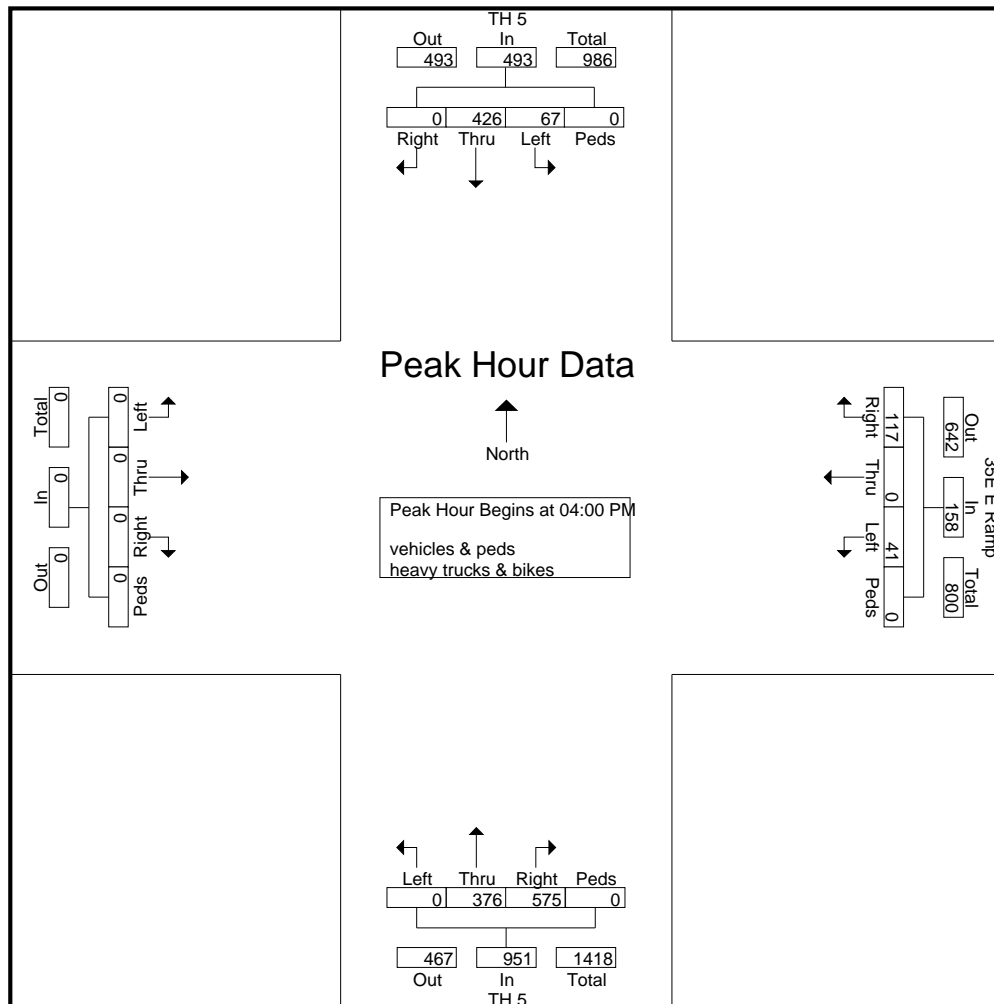 TH 5
Out In Total
493 493 986
0 426 67 0
Right Thru Left Peds
Peak Hour Data
North
Peak Hour Begins at 04:00 PM
vehicles & peds
heavy trucks & bikes
Total In Out
0 0 0
0 0 0 0
Left Thru Right Peds
Right Thru Left Peds
117 0 41 0
642 158 800
Out In Total
35E E Ramp
Left Thru Right Peds
0 376 575 0
467 951 1418
Out In Total
TH 5